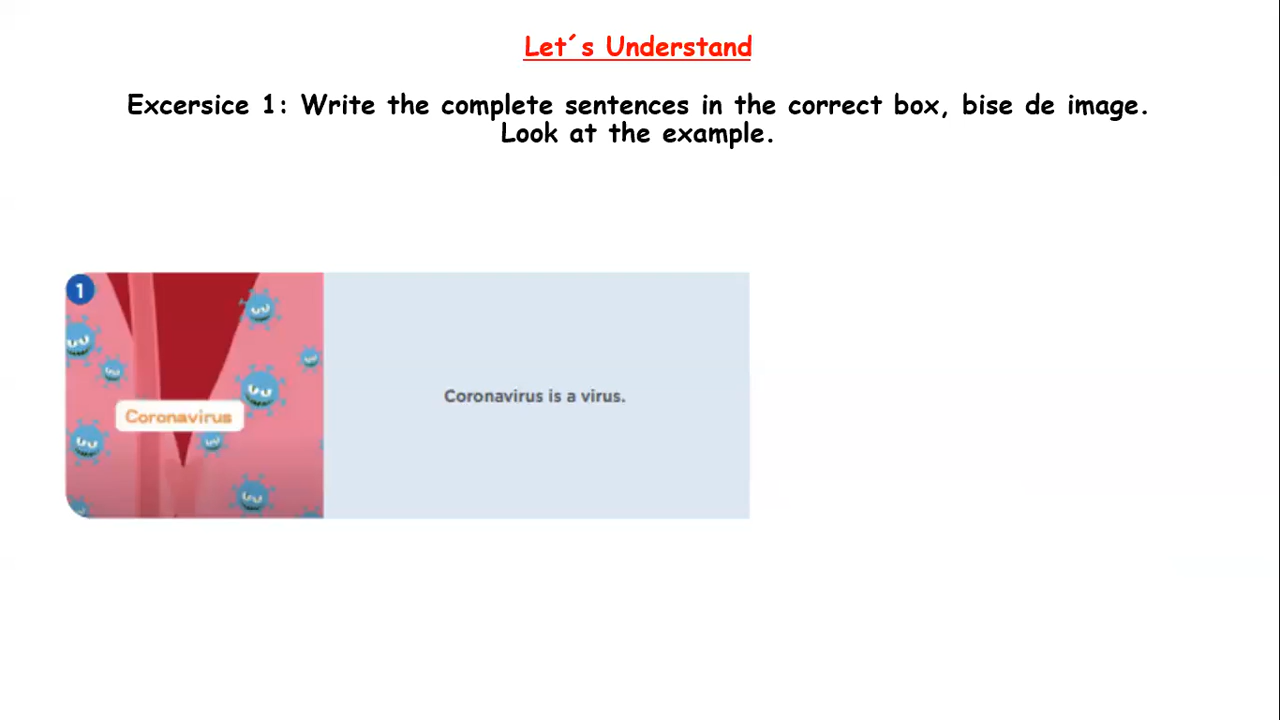 Let´s Understand
Excersice 1: Write the complete sentences in the correct box, bise de image.
Look at the example.
1
Coronavirus
Coronavirus is a virus.